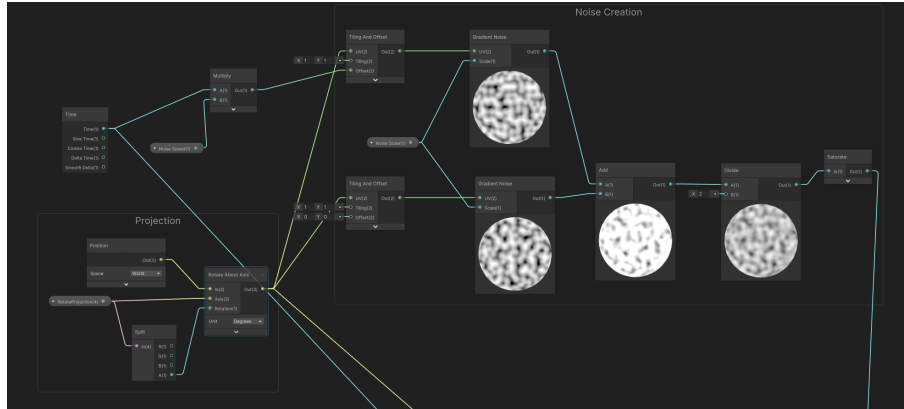 Noise Creation
Tiling And Offset
UV(2) Out(2)
X 1 Y 1 Tiling(2)
Offset(2)
Gradient Noise
UV(2) Out(1)
Scale(1)
Multiply
A(1) Out(1)
B(1)
Time
Time(1)
Sine Time(1)
Cosine Time(1)
Delta Time(1)
Smooth Delta(1)
Noise Speed(1)
Noise Scale(1)
Saturate
A(1) Out(1)
Add
A(1) Out(1)
B(1)
Divide
A(1) Out(1)
X 2 B(1)
Tiling And Offset
UV(2) Out(2)
X 1 Y 1 Tiling(2)
X 0 Y 0 Offset(2)
Gradient Noise
UV(2) Out(1)
Scale(1)
Projection
Position
Out(3)
Space World
Rotate About Axis
In(3) Out(3)
Axis(3)
Rotation(1)
Unit Degrees
RotateProjection(4)
Split
In(4) R(1)
G(1)
B(1)
A(1)